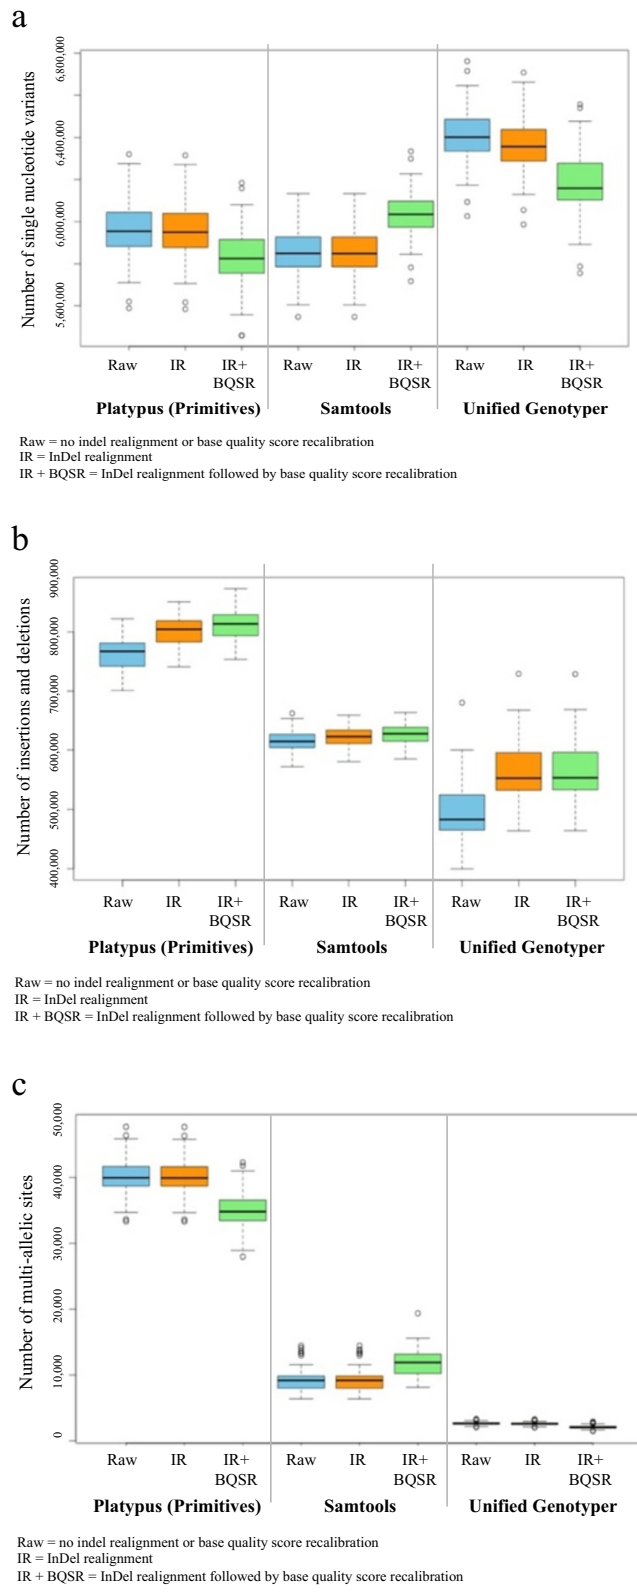 a
Number of single nucleotide variants
6,800,000
6,400,000
6,000,000
5,600,000
Raw IR IR+ BQSR Raw IR IR+ BQSR Raw IR IR+ BQSR
Platypus (Primitives) Samtools Unified Genotyper
Raw = no indel realignment or base quality score recalibration
IR = InDel realignment
IR + BQSR = InDel realignment followed by base quality score recalibration
b
Number of insertions and deletions
900,000
800,000
700,000
600,000
500,000
400,000
Raw IR IR+ BQSR Raw IR IR+ BQSR Raw IR IR+ BQSR
Platypus (Primitives) Samtools Unified Genotyper
Raw = no indel realignment or base quality score recalibration
IR = InDel realignment
IR + BQSR = InDel realignment followed by base quality score recalibration
c
Number of multi-allelic sites
50,000
40,000
30,000
20,000
10,000
0
Raw IR IR+ BQSR Raw IR IR+ BQSR Raw IR IR+ BQSR
Platypus (Primitives) Samtools Unified Genotyper
Raw = no indel realignment or base quality score recalibration
IR = InDel realignment
IR + BQSR = InDel realignment followed by base quality score recalibration